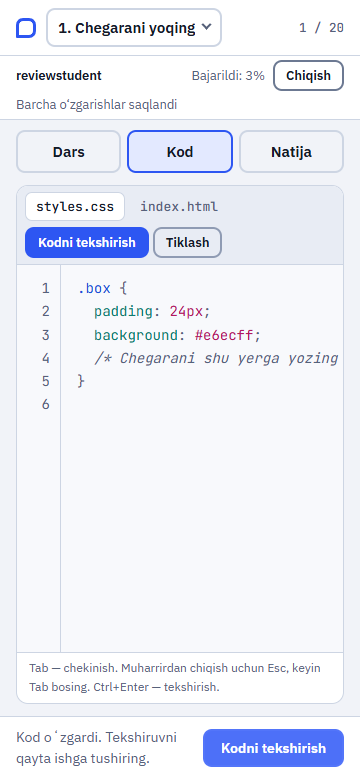 1. Chegarani yoqing
1 / 20
reviewstudent
Bajarildi: 3%
Chiqish
Barcha o‘zgarishlar saqlandi
Dars
Kod
Natija
styles.css
index.html
Kodni tekshirish
Tiklash
1 .box {
2 padding: 24px;
3 background: #e6ecff;
4 /* Chegarani shu yerga yozing
5 }
6
Tab — chekinish. Muharrirdan chiqish uchun Esc, keyin
Tab bosing. Ctrl+Enter — tekshirish.
Kod oʻzgardi. Tekshiruvni
qayta ishga tushiring.
Kodni tekshirish